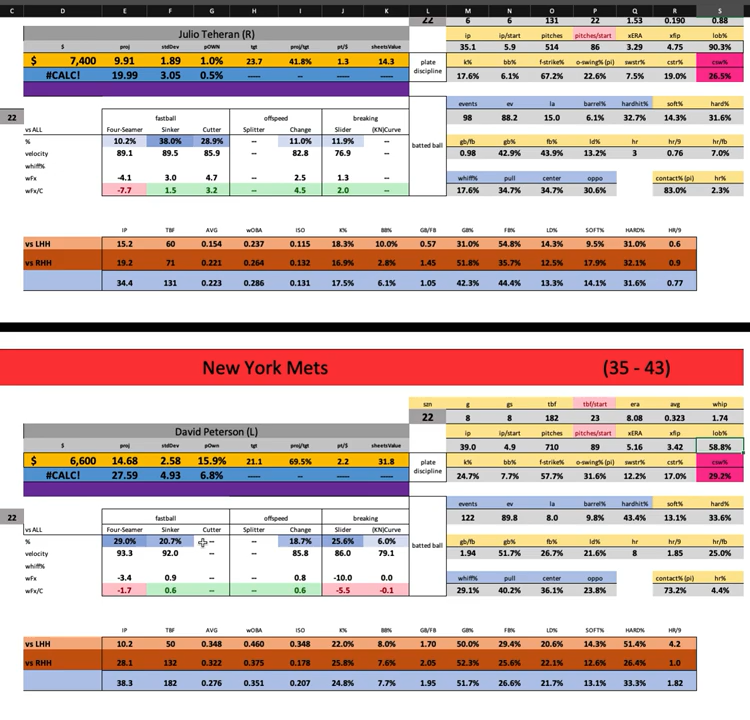 C D E F G H I J K L M N O P Q R S
22 6 6 131 22 1.53 0.190 0.88
Julio Teheran (R) ip ip/start pitches pitches/start xERA xfip lob%
$ proj stdDev pOWN tgt proj/tgt pt/$ sheetsValue 35.1 5.9 514 86 3.29 4.75 90.3%
$ 7,400 9.91 1.89 1.0% 23.7 41.8% 1.3 14.3 plate discipline k% bb% f-strike% o-swing% (pi) swstr% cstr% csw%
#CALC! 19.99 3.05 0.5% ---- -- ---- ---- 17.6% 6.1% 67.2% 22.6% 7.5% 19.0% 26.5%
events ev la barrel% hardhit% soft% hard%
22 fastball offspeed breaking 98 88.2 15.0 6.1% 32.7% 14.3% 31.6%
vs ALL Four-Seamer Sinker Cutter Splitter Change Slider (KN)Curve
% 10.2% 38.0% 28.9% -- 11.0% 11.9% -- batted ball gb/fb gb% fb% ld% hr hr/9 hr/fb
velocity 89.1 89.5 85.9 -- 82.8 76.9 -- 0.98 42.9% 43.9% 13.2% 3 0.76 7.0%
whiff%
wFx -4.1 3.0 4.7 -- 2.5 1.3 -- whiff% pull center oppo contact% (pi) hr%
wFx/C -7.7 1.5 3.2 -- 4.5 2.0 -- 17.6% 34.7% 34.7% 30.6% 83.0% 2.3%
IP TBF AVG wOBA ISO K% BB% GB/FB GB% FB% LD% SOFT% HARD% HR/9
vs LHH 15.2 60 0.154 0.237 0.115 18.3% 10.0% 0.57 31.0% 54.8% 14.3% 9.5% 31.0% 0.6
vs RHH 19.2 71 0.221 0.264 0.132 16.9% 2.8% 1.45 51.8% 35.7% 12.5% 17.9% 32.1% 0.9
34.4 131 0.223 0.286 0.131 17.5% 6.1% 1.05 42.3% 44.4% 13.3% 14.1% 31.6% 0.77
New York Mets (35 - 43)
szn g gs tbf tbf/start era avg whip
22 8 8 182 23 8.08 0.323 1.74
David Peterson (L) ip ip/start pitches pitches/start xERA xfip lob%
$ proj stdDev pOwn tgt proj/tgt pt/$ sheetsValue 39.0 4.9 710 89 5.16 3.42 58.8%
$ 6,600 14.68 2.58 15.9% 21.1 69.5% 2.2 31.8 plate discipline k% bb% f-strike% o-swing% (pi) swstr% cstr% csw%
#CALC! 27.59 4.93 6.8% ---- -- ---- ---- 24.7% 7.7% 57.7% 31.6% 12.2% 17.0% 29.2%
events ev la barrel% hardhit% soft% hard%
22 fastball offspeed breaking 122 89.8 8.0 9.8% 43.4% 13.1% 33.6%
vs ALL Four-Seamer Sinker Cutter Splitter Change Slider (KN)Curve
% 29.0% 20.7% -- -- 18.7% 25.6% 6.0% batted ball gb/fb gb% fb% ld% hr hr/9 hr/fb
velocity 93.3 92.0 -- -- 85.8 86.0 79.1 1.94 51.7% 26.7% 21.6% 8 1.85 25.0%
whiff%
wFx -3.4 0.9 -- -- 0.8 -10.0 0.0 whiff% pull center oppo contact% (pi) hr%
wFx/C -1.7 0.6 -- -- 0.6 -5.5 -0.1 29.1% 40.2% 36.1% 23.8% 73.2% 4.4%
IP TBF AVG wOBA ISO K% BB% GB/FB GB% FB% LD% SOFT% HARD% HR/9
vs LHH 10.2 50 0.348 0.460 0.348 22.0% 8.0% 1.70 50.0% 29.4% 20.6% 14.3% 51.4% 4.2
vs RHH 28.1 132 0.322 0.375 0.178 25.8% 7.6% 2.05 52.3% 25.6% 22.1% 12.6% 26.4% 1.0
38.3 182 0.276 0.351 0.207 24.8% 7.7% 1.95 51.7% 26.6% 21.7% 13.1% 33.3% 1.82